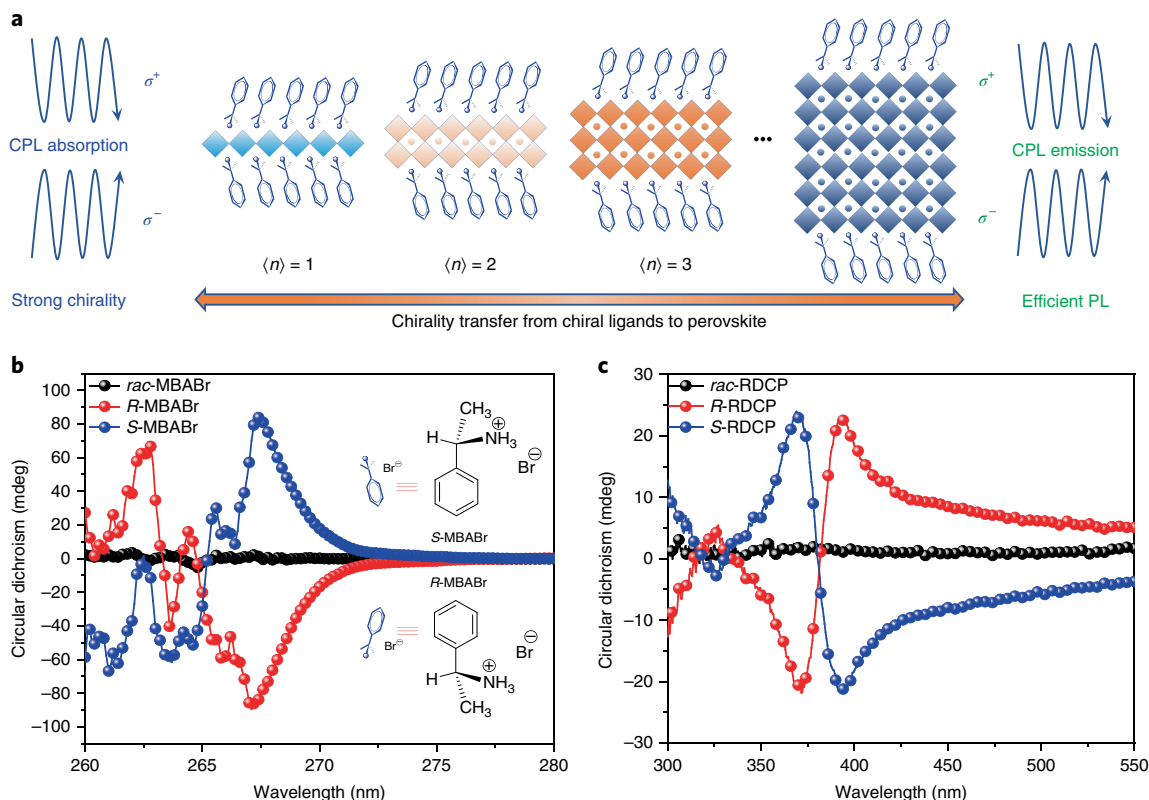 a
σ+
CPL absorption
σ−
Strong chirality
⟨n⟩ = 1
⟨n⟩ = 2
⟨n⟩ = 3
•••
σ+
CPL emission
σ−
Efficient PL
Chirality transfer from chiral ligands to perovskite
b
rac-MBABr
R-MBABr
S-MBABr
Circular dichroism (mdeg)
100
80
60
40
20
0
−20
−40
−60
−80
−100
260
265
270
275
280
Wavelength (nm)
CH3
H
NH3
+
Br⊖
Br⊖
S-MBABr
R-MBABr
Br⊖
Br⊖
H
NH3
+
CH3
c
rac-RDCP
R-RDCP
S-RDCP
Circular dichroism (mdeg)
30
20
10
0
−10
−20
−30
300
350
400
450
500
550
Wavelength (nm)